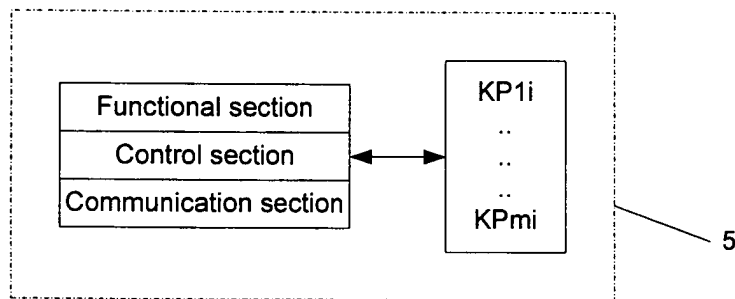 Functional section
Control section
Communication section
KP1i
..
..
..
KPmi
5